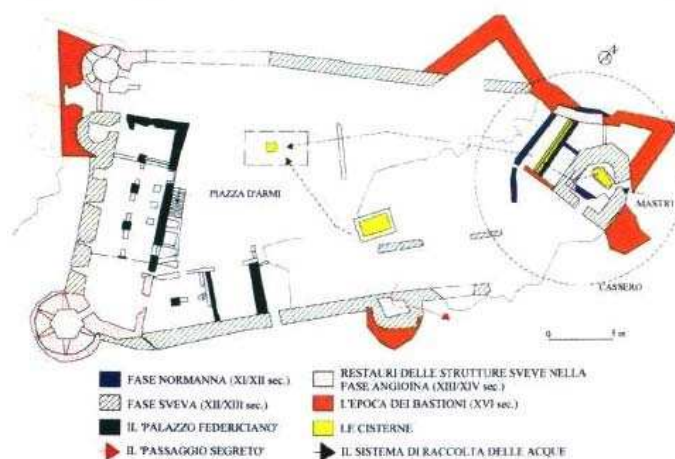 PIAZZA D'ARMI
MASTRI
CASSERO
0 5 m
FASE NORMANNA (XI/XII sec.)
FASE SVEVA (XII/XIII sec.)
IL 'PALAZZO FEDERICIANO'
IL 'PASSAGGIO SEGRETO'
RESTAURI DELLE STRUTTURE SVEVE NELLA
FASE ANGIOINA (XIII/XIV sec.)
L'EPOCA DEI BASTIONI (XVI sec.)
LE CISTERNE
IL SISTEMA DI RACCOLTA DELLE ACQUE